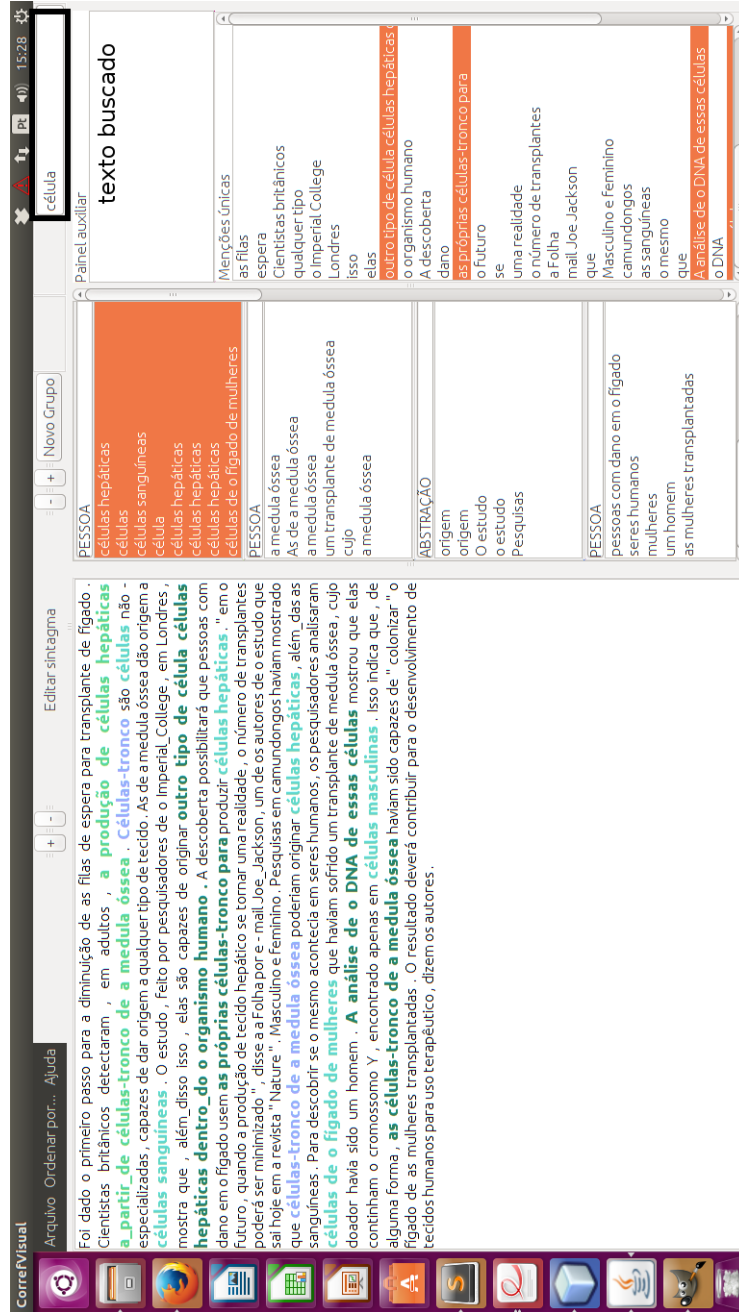 CorrefVisual
Pt
15:28
Arquivo Ordenar por... Ajuda
+
-
Editar sintagma
-
+
Novo Grupo
célula
Foi dado o primeiro passo para a diminuição de as filas de espera para transplante de fígado .
Cientistas britânicos detectaram , em adultos , a produção de células hepáticas
a_partir_de células-tronco de a medula óssea . Células-tronco são células não -
especializadas , capazes de dar origem a qualquer tipo de tecido . As de a medula óssea dão origem a
células sanguíneas . O estudo , feito por pesquisadores de o Imperial_College , em Londres ,
mostra que , além_disso isso , elas são capazes de originar outro tipo de célula células
hepáticas dentro_do o organismo humano . A descoberta possibilitará que pessoas com
dano em o fígado usem as próprias células-tronco para produzir células hepáticas . " em o
futuro , quando a produção de tecido hepático se tornar uma realidade , o número de transplantes
poderá ser minimizado " , disse a a Folha por e - mail Joe_Jackson , um de os autores de o estudo que
sai hoje em a revista " Nature " . Masculino e feminino . Pesquisas em camundongos haviam mostrado
que células-tronco de a medula óssea poderiam originar células hepáticas , além_das as
sanguíneas . Para descobrir se o mesmo acontecia em seres humanos , os pesquisadores analisaram
células de o fígado de mulheres que haviam sofrido um transplante de medula óssea , cujo
doador havia sido um homem . A análise de o DNA de essas células mostrou que elas
continham o cromossomo Y , encontrado apenas em células masculinas . Isso indica que , de
alguma forma , as células-tronco de a medula óssea haviam sido capazes de " colonizar " o
fígado de as mulheres transplantadas . O resultado deverá contribuir para o desenvolvimento de
tecidos humanos para uso terapêutico , dizem os autores .
PESSOA
células hepáticas
células
células sanguíneas
célula
células hepáticas
células hepáticas
células hepáticas
células de o fígado de mulheres
PESSOA
a medula óssea
As de a medula óssea
a medula óssea
um transplante de medula óssea
cujo
a medula óssea
ABSTRAÇÃO
origem
origem
O estudo
o estudo
Pesquisas
PESSOA
pessoas com dano em o fígado
seres humanos
mulheres
um homem
as mulheres transplantadas
Painel auxiliar
texto buscado
Menções únicas
as filas
espera
Cientistas britânicos
qualquer tipo
o Imperial College
Londres
isso
elas
outro tipo de célula células hepáticas
o organismo humano
A descoberta
dano
as próprias células-tronco para
o futuro
se
uma realidade
o número de transplantes
a Folha
mail Joe Jackson
que
Masculino e feminino
camundongos
as sanguíneas
o mesmo
que
A análise de o DNA de essas células
o DNA